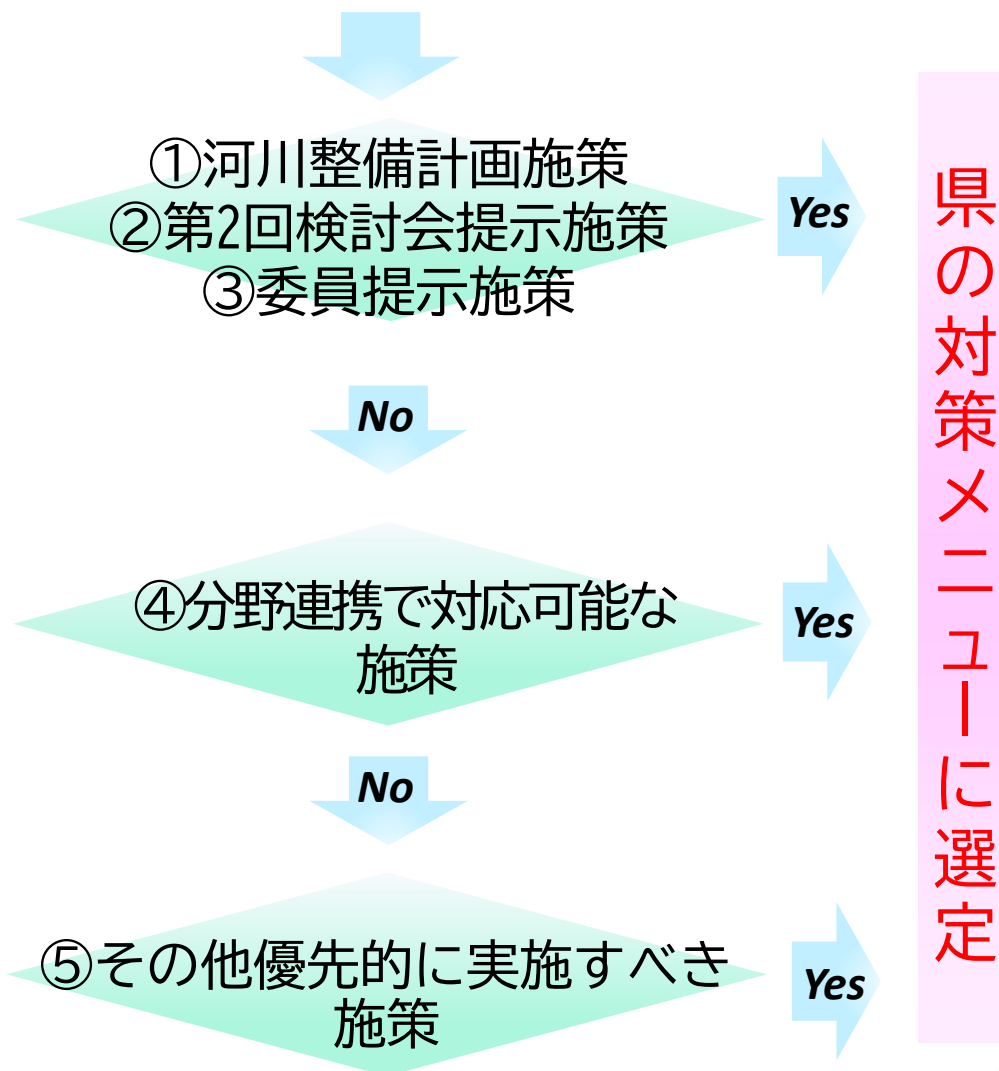 ①河川整備計画施策
②第2回検討会提示施策
③委員提示施策
Yes
No
④分野連携で対応可能な
施策
Yes
No
⑤その他優先的に実施すべき
施策
Yes
県の対策メニューに選定